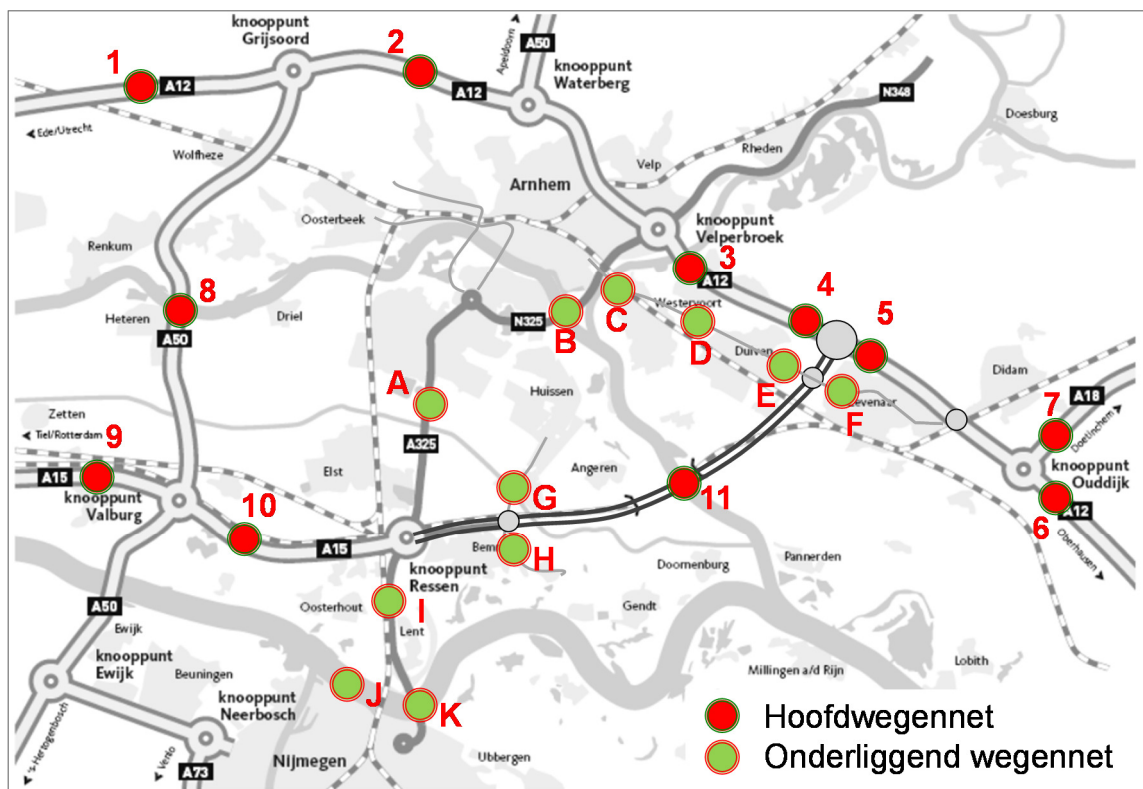 knooppunt
Grijsoord
1
2
A12
A12
Apeldoorn
A50
knooppunt
Waterberg
N348
Doesburg
Ede/Utrecht
Wolfheze
Velp
Rheden
Arnhem
Oosterbeek
knooppunt
Velperbroek
Renkum
3
A12
8
Heteren
Driel
A50
N325
B
C
Westervoort
D
4
5
Duiven
E
F
Didam
A18
Doetinchem
7
A
Huissen
Zetten
Tiel/Rotterdam
A325
9
A15
knooppunt
Valburg
Elst
Angeren
G
11
knooppunt
Ouddijk
6
A12
Oberhausen
10
A15
H
knooppunt
Ressen
Doornenburg
Pannerden
A50
Oosterhout
I
Lent
Gendt
Ewijk
knooppunt
Ewijk
Beuningen
knooppunt
Neerbosch
J
K
Millingen a/d Rijn
Lobith
's-Hertogenbosch
Venlo
A73
Nijmegen
Ubbergen
Hoofdwegennet
Onderliggend wegennet